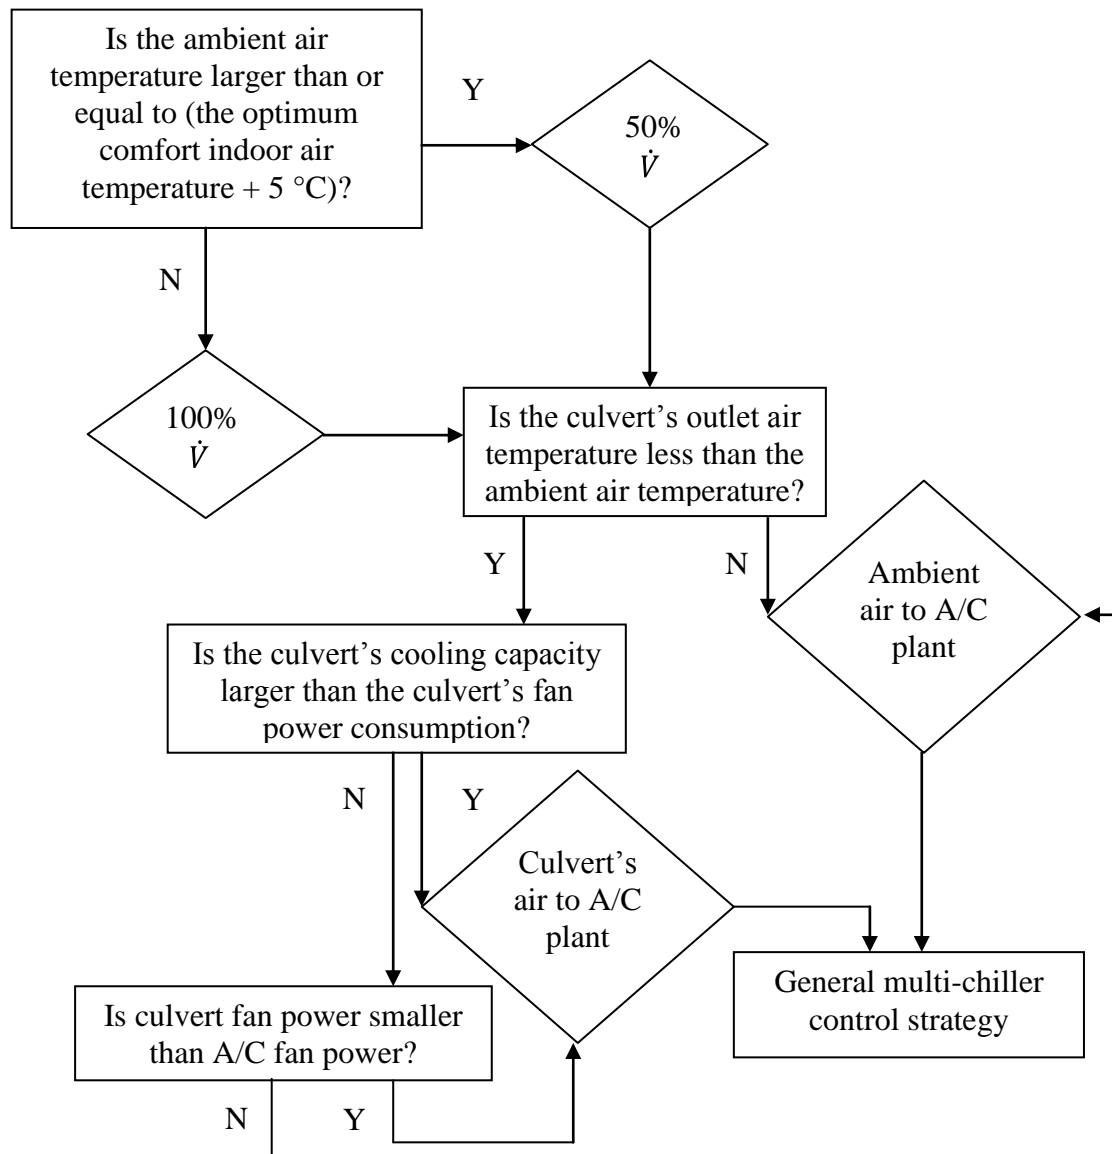 Is the ambient air
temperature larger than or
equal to (the optimum
comfort indoor air
temperature + 5 °C)?
Y
50%
V̇
N
100%
V̇
Is the culvert’s outlet air
temperature less than the
ambient air temperature?
Y
N
Ambient
air to A/C
plant
Is the culvert’s cooling capacity
larger than the culvert’s fan
power consumption?
N
Y
Culvert’s
air to A/C
plant
General multi-chiller
control strategy
Is culvert fan power smaller
than A/C fan power?
N
Y